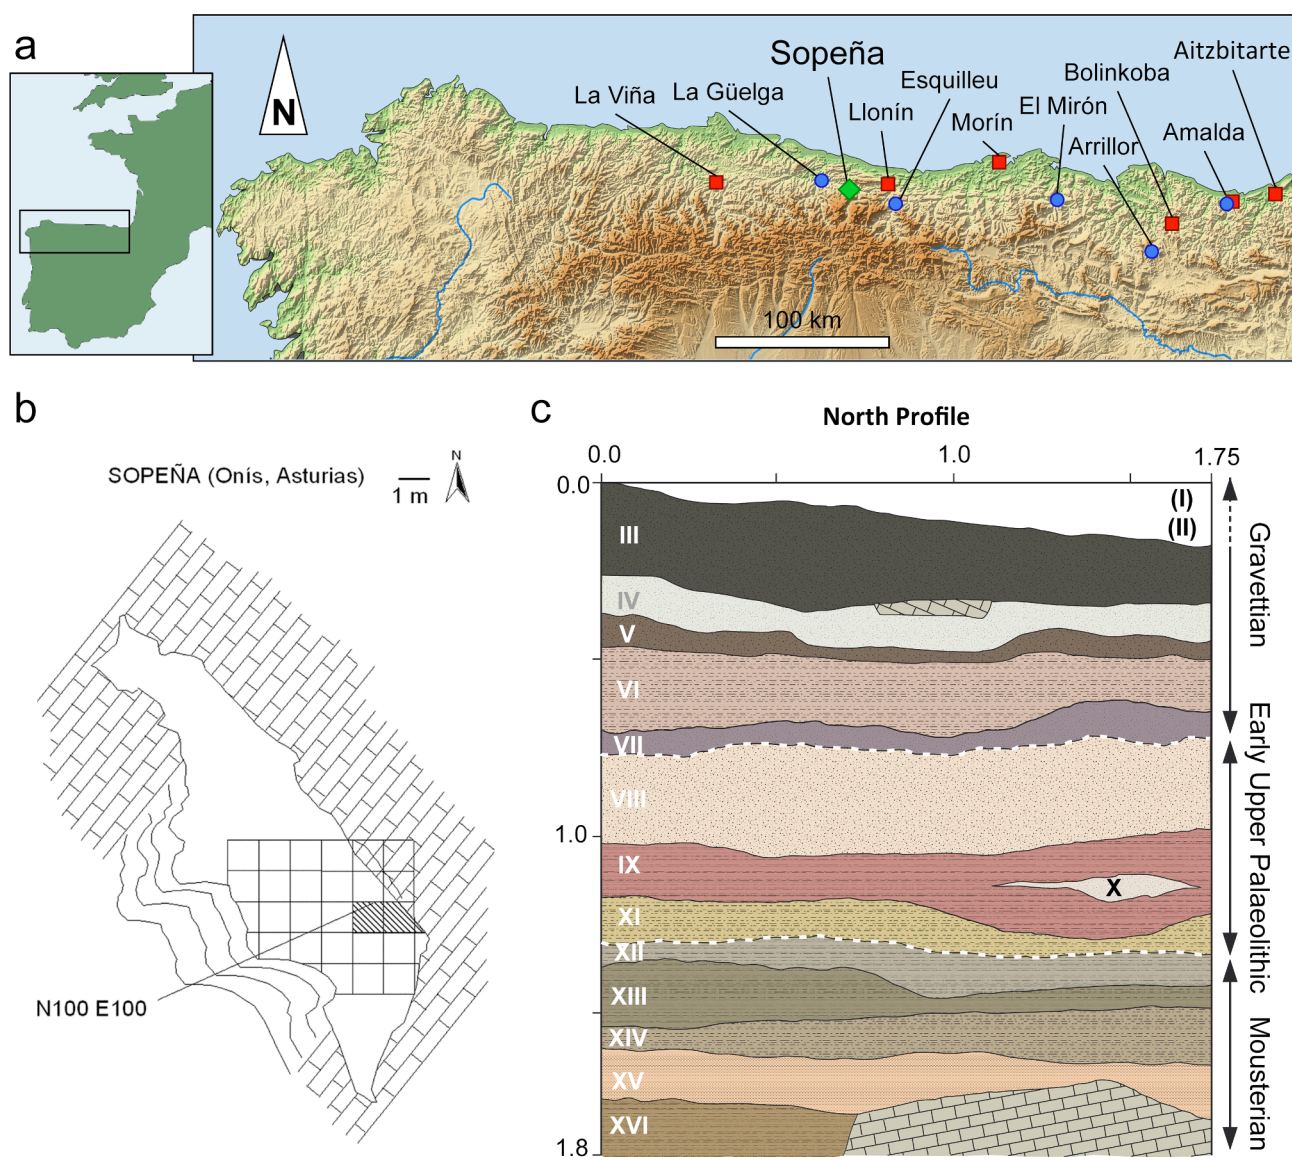 a
N
La Viña
La Güelga
Sopeña
Llonín
Esquilleu
Morín
El Mirón
Bolinkoba
Arrillor
Aitzbitarte
Amalda
100 km
b
SOPEÑA (Onís, Asturias)
1 m
N
N100 E100
c
North Profile
0.0
1.0
1.75
0.0
1.0
1.8
(I)
(II)
III
IV
V
VI
VII
VIII
IX
X
XI
XII
XIII
XIV
XV
XVI
Gravettian
Early Upper Palaeolithic
Mousterian